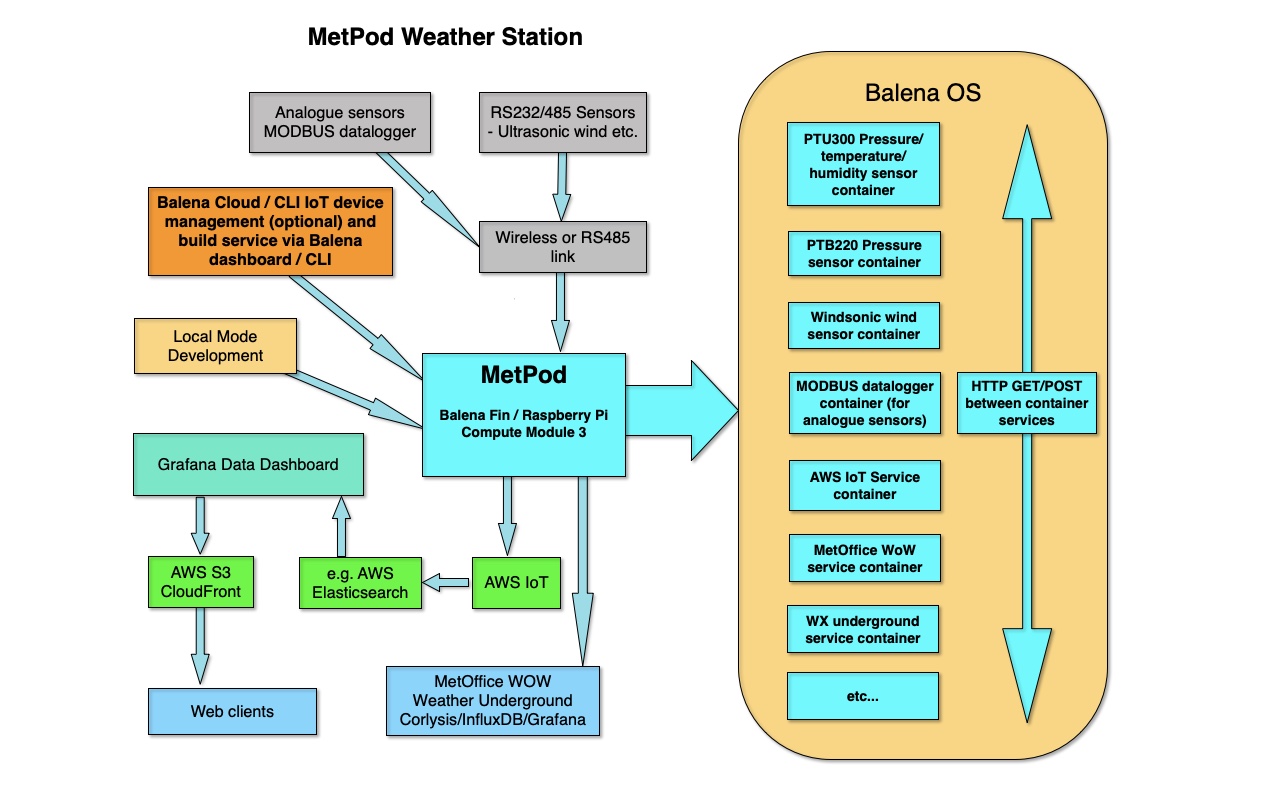 MetPod Weather Station
Analogue sensors
MODBUS datalogger
RS232/485 Sensors
- Ultrasonic wind etc.
Balena Cloud / CLI IoT device
management (optional) and
build service via Balena
dashboard / CLI
Wireless or RS485
link
Local Mode
Development
MetPod
Balena Fin / Raspberry Pi
Compute Module 3
Grafana Data Dashboard
AWS S3
CloudFront
e.g. AWS
Elasticsearch
AWS IoT
Web clients
MetOffice WOW
Weather Underground
Corlysis/InfluxDB/Grafana
Balena OS
PTU300 Pressure/
temperature/
humidity sensor
container
PTB220 Pressure
sensor container
Windsonic wind
sensor container
MODBUS datalogger
container (for
analogue sensors)
HTTP GET/POST
between container
services
AWS IoT Service
container
MetOffice WoW
service container
WX underground
service container
etc...